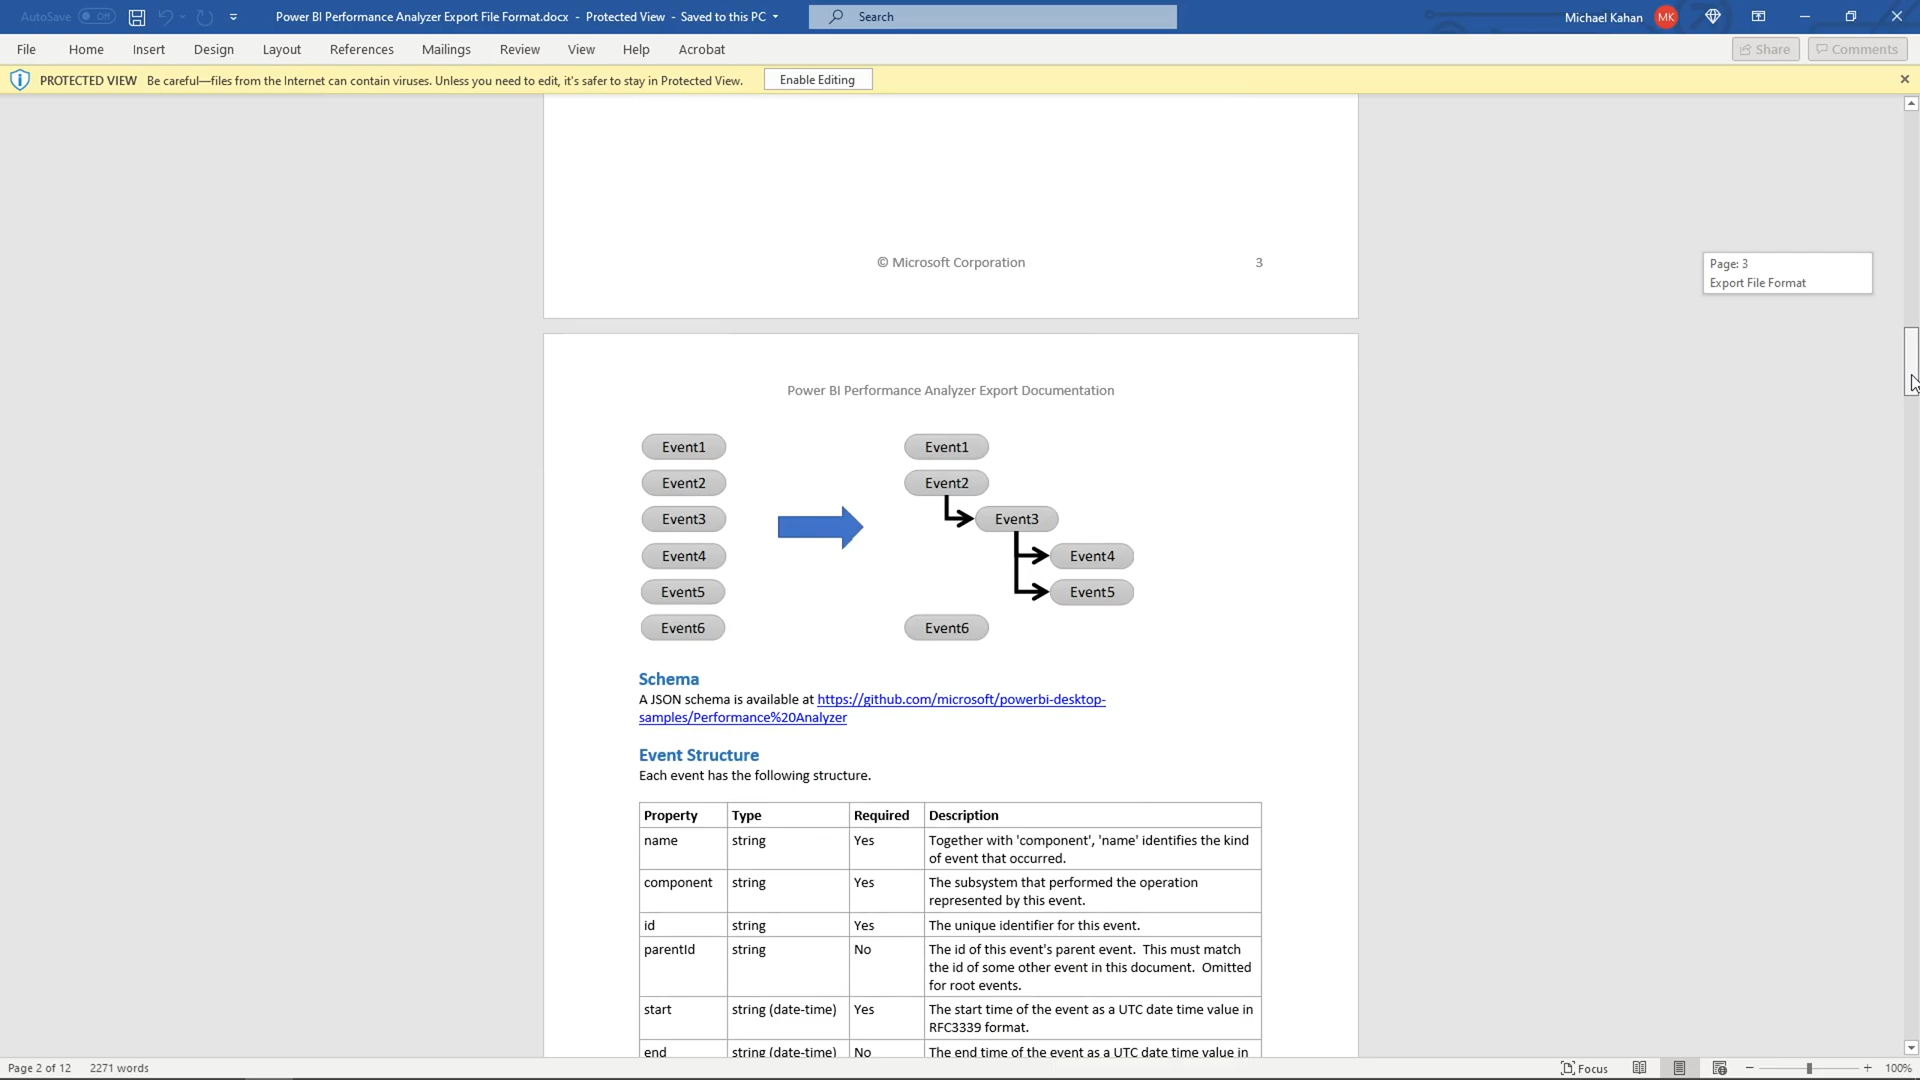 AutoSave Off Power BI Performance Analyzer Export File Format.docx - Protected View - Saved to this PC Search Michael Kahan MK
File Home Insert Design Layout References Mailings Review View Help Acrobat Share Comments
PROTECTED VIEW Be careful—files from the Internet can contain viruses. Unless you need to edit, it's safer to stay in Protected View. Enable Editing
© Microsoft Corporation 3
Page: 3
Export File Format
Power BI Performance Analyzer Export Documentation
Event1 Event1
Event2 Event2
Event3 Event3
Event4 Event4
Event5 Event5
Event6 Event6
Schema
A JSON schema is available at https://github.com/microsoft/powerbi-desktop-
samples/Performance%20Analyzer
Event Structure
Each event has the following structure.
Property Type Required Description
name string Yes Together with 'component', 'name' identifies the kind
of event that occurred.
component string Yes The subsystem that performed the operation
represented by this event.
id string Yes The unique identifier for this event.
parentId string No The id of this event's parent event. This must match
the id of some other event in this document. Omitted
for root events.
start string (date-time) Yes The start time of the event as a UTC date time value in
RFC3339 format.
end string (date-time) No The end time of the event as a UTC date time value in
Page 2 of 12 2271 words Focus 100%